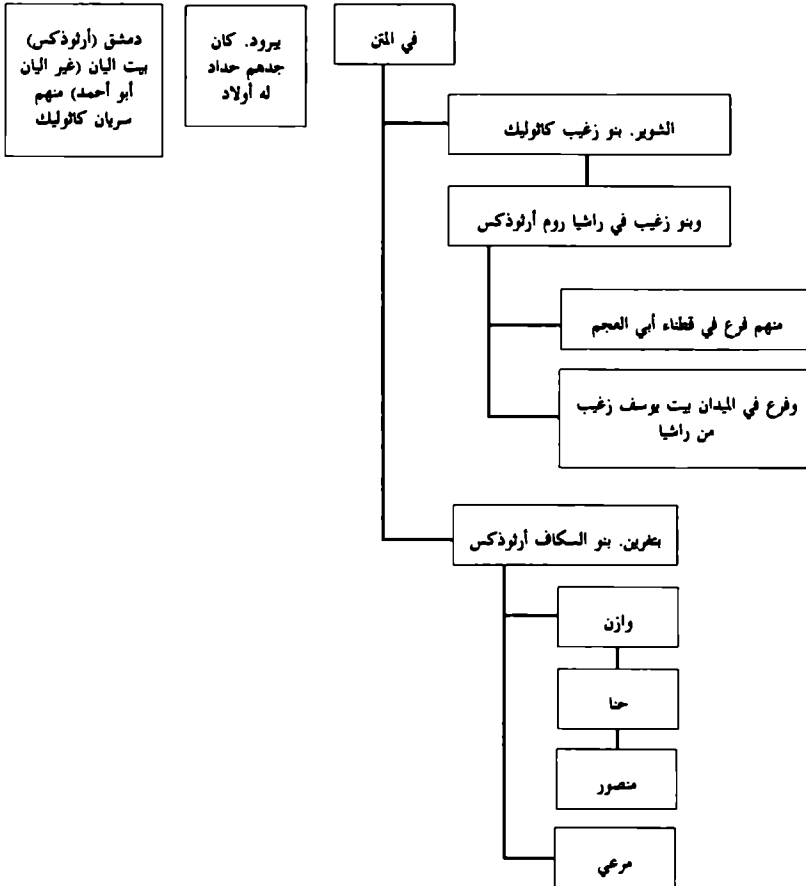 في المتن
بيرود. كان
جدهم حداد
له أولاد
دمشق (أرثوذكس)
بيت اليان (غير اليان
أبو أحمد) منهم
سريان كاثوليك
الشوير. بنو زغيب كاثوليك
وبنو زغيب في راشيا روم أرثوذكس
منهم فرع في قطناء أبي العجم
وفرع في الميدان بيت يوسف زغيب
من راشيا
بتغرين. بنو السكاف أرثوذكس
وازن
حنا
منصور
مرعي